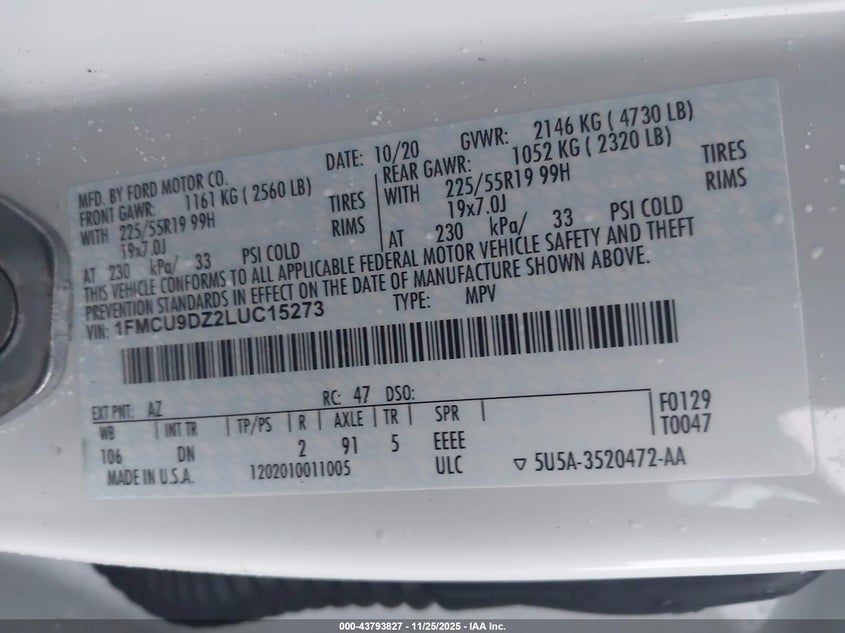 MFD. BY FORD MOTOR CO. DATE: 10/20 GVWR: 2146 KG ( 4730 LB)
FRONT GAWR: 1161 KG ( 2560 LB) REAR GAWR: 1052 KG ( 2320 LB)
WITH 225/55R19 99H TIRES WITH 225/55R19 99H TIRES
19x7.0J RIMS 19x7.0J RIMS
AT 230 kPa/ 33 PSI COLD AT 230 kPa/ 33 PSI COLD
THIS VEHICLE CONFORMS TO ALL APPLICABLE FEDERAL MOTOR VEHICLE SAFETY AND THEFT
PREVENTION STANDARDS IN EFFECT ON THE DATE OF MANUFACTURE SHOWN ABOVE.
VIN: 1FMCU9DZ2LUC15273 TYPE: MPV
EXT PNT: AZ RC: 47 DSO:
WB INT TR TP/PS R AXLE TR SPR F0129
106 DN 2 91 5 EEEE T0047
MADE IN U.S.A. 1202010011005 ULC ▽ 5U5A-3520472-AA
000-43793827 - 11/25/2025 - IAA Inc.